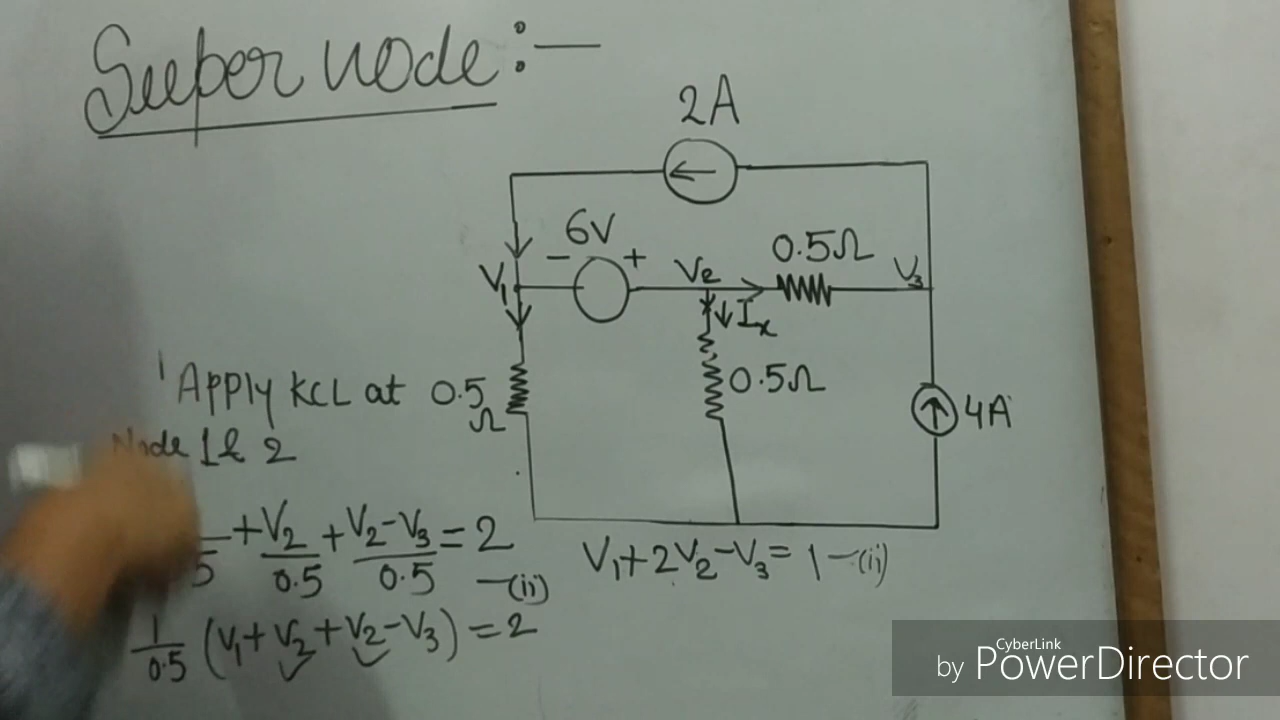 Super node :—
2A
6V
- +
V1
V2
0.5Ω
V3
↓Ix
0.5Ω
0.5
Ω
4A
Apply KCL at
Node 1 & 2
5 + V2/0.5 + V2-V3/0.5 = 2
—(ii)
1/0.5 (V1 + V2 + V2 - V3) = 2
V1 + 2V2 - V3 = 1 —(ii)
CyberLink
by PowerDirector